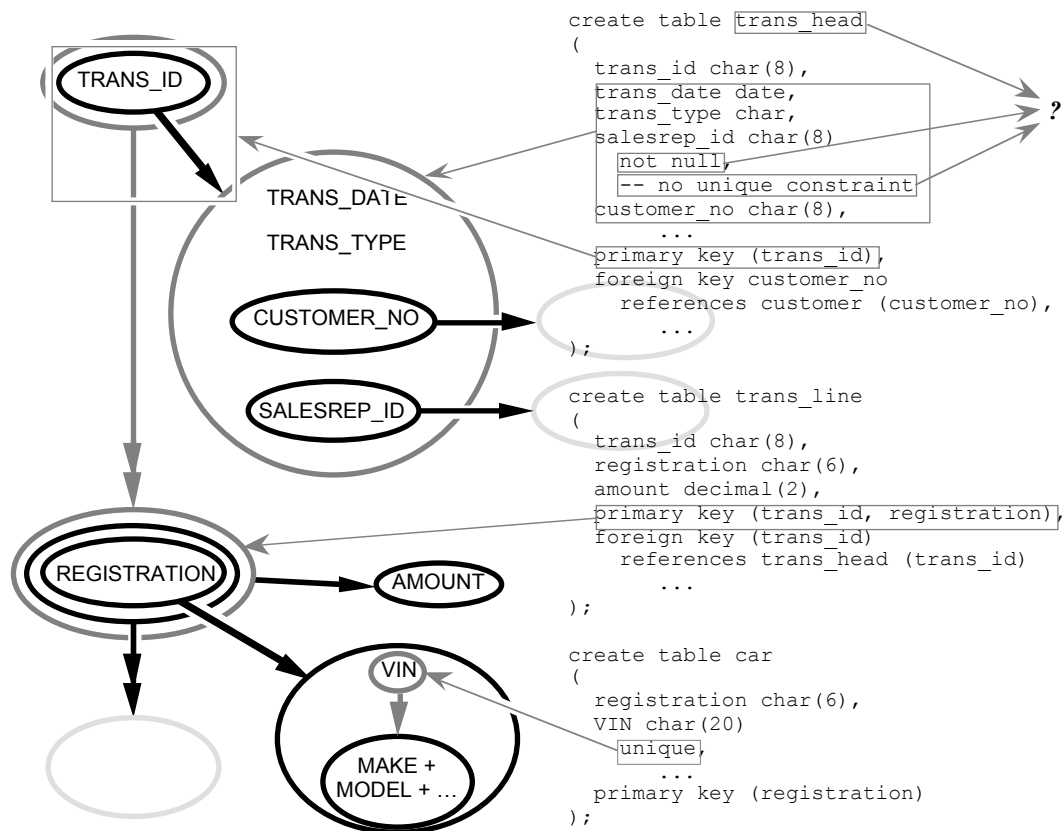 TRANS_ID
TRANS_DATE
TRANS_TYPE
CUSTOMER_NO
SALESREP_ID
REGISTRATION
AMOUNT
VIN
MAKE +
MODEL + …
create table trans_head
(
trans_id char(8),
trans_date date,
trans_type char,
salesrep_id char(8)
not null,
-- no unique constraint
customer_no char(8),
...
primary key (trans_id),
foreign key customer_no
references customer (customer_no),
...
);
?
create table trans_line
(
trans_id char(8),
registration char(6),
amount decimal(2),
primary key (trans_id, registration),
foreign key (trans_id)
references trans_head (trans_id)
...
);
create table car
(
registration char(6),
VIN char(20)
unique,
...
primary key (registration)
);